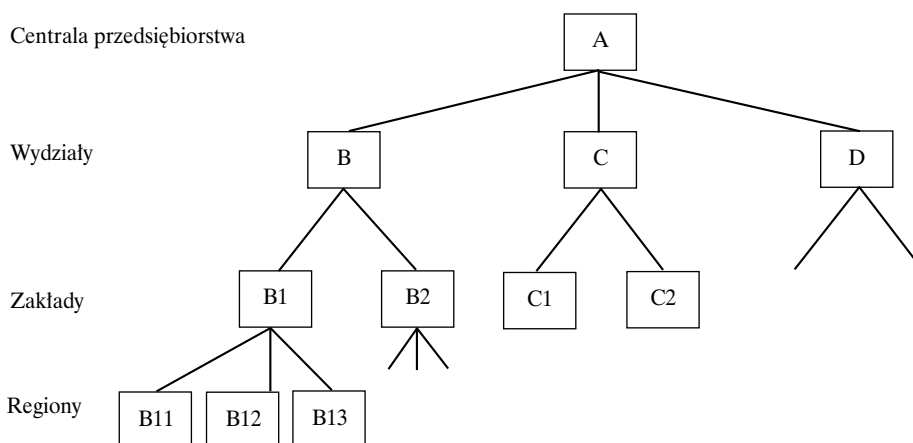 Centrala przedsiębiorstwa
A
Wydziały
B
C
D
Zakłady
B1
B2
C1
C2
Regiony
B11
B12
B13